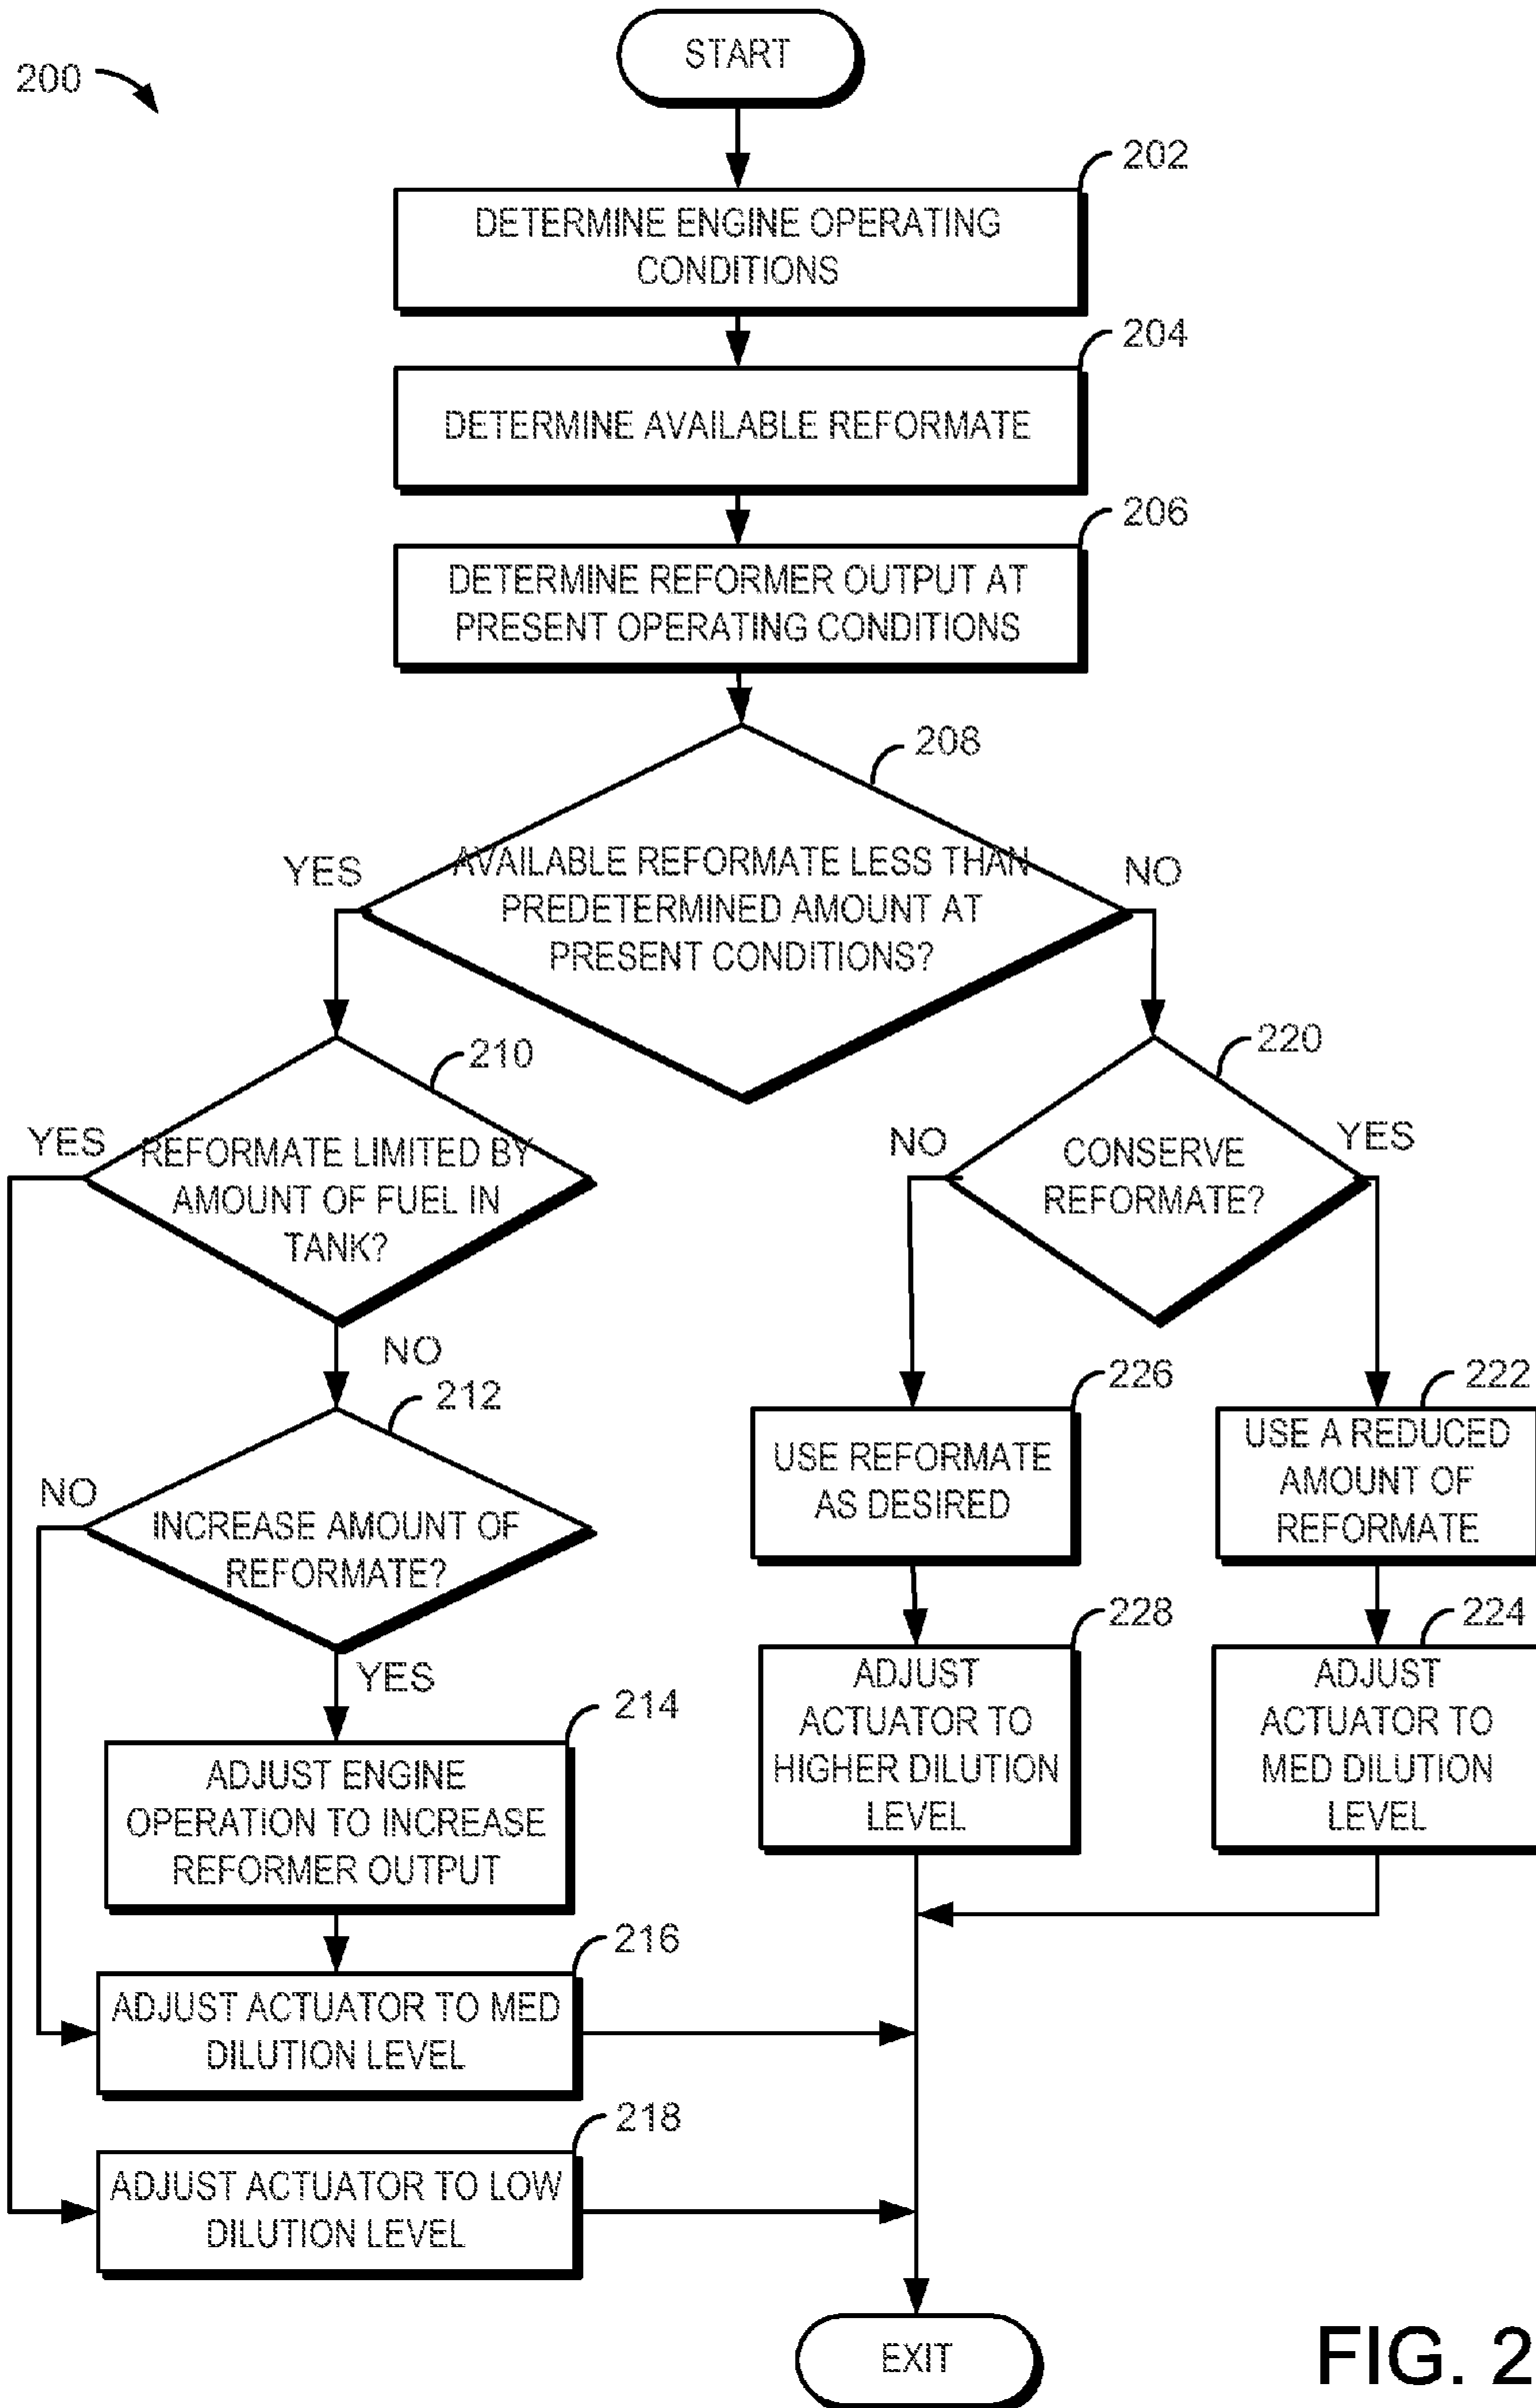 200
START
202
DETERMINE ENGINE OPERATING
CONDITIONS
204
DETERMINE AVAILABLE REFORMATE
206
DETERMINE REFORMER OUTPUT AT
PRESENT OPERATING CONDITIONS
208
AVAILABLE REFORMATE LESS THAN
PREDETERMINED AMOUNT AT
PRESENT CONDITIONS?
YES
NO
210
REFORMATE LIMITED BY
AMOUNT OF FUEL IN
TANK?
YES
NO
220
CONSERVE
REFORMATE?
NO
YES
212
INCREASE AMOUNT OF
REFORMATE?
NO
YES
226
USE REFORMATE
AS DESIRED
222
USE A REDUCED
AMOUNT OF
REFORMATE
214
ADJUST ENGINE
OPERATION TO INCREASE
REFORMER OUTPUT
228
ADJUST
ACTUATOR TO
HIGHER DILUTION
LEVEL
224
ADJUST
ACTUATOR TO
MED DILUTION
LEVEL
216
ADJUST ACTUATOR TO MED
DILUTION LEVEL
218
ADJUST ACTUATOR TO LOW
DILUTION LEVEL
EXIT
FIG. 2